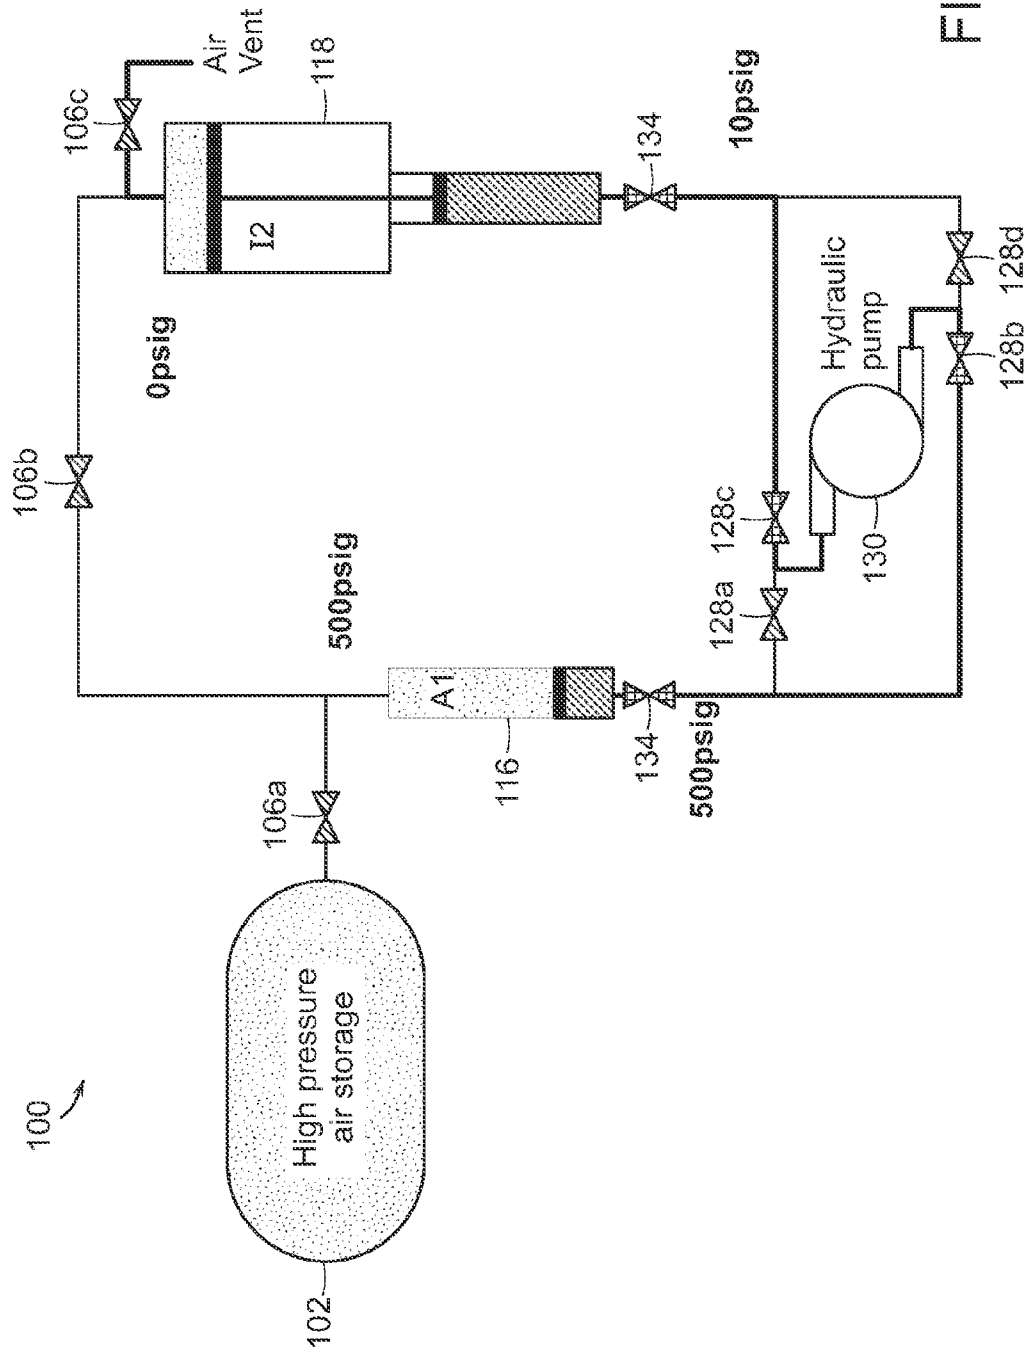 100
102
High pressure
air storage
106a
116
A1
134
500psig
500psig
106b
0psig
106c
Air
Vent
118
I2
134
10psig
128a
128c
130
Hydraulic
pump
128b
128d